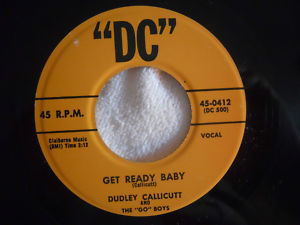 "DC"
45 R.P.M.
45-0412
(DC 500)
Claiborne Music
(BMI) Time 2:12
VOCAL
GET READY BABY
(Callicutt)
DUDLEY CALLICUTT
AND
THE "GO" BOYS